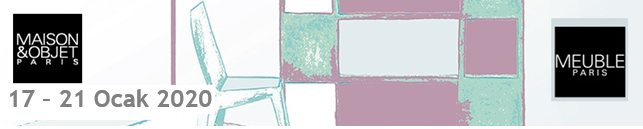 MAISON
&OBJET
PARIS
17 - 21 Ocak 2020
MEUBLE
PARIS